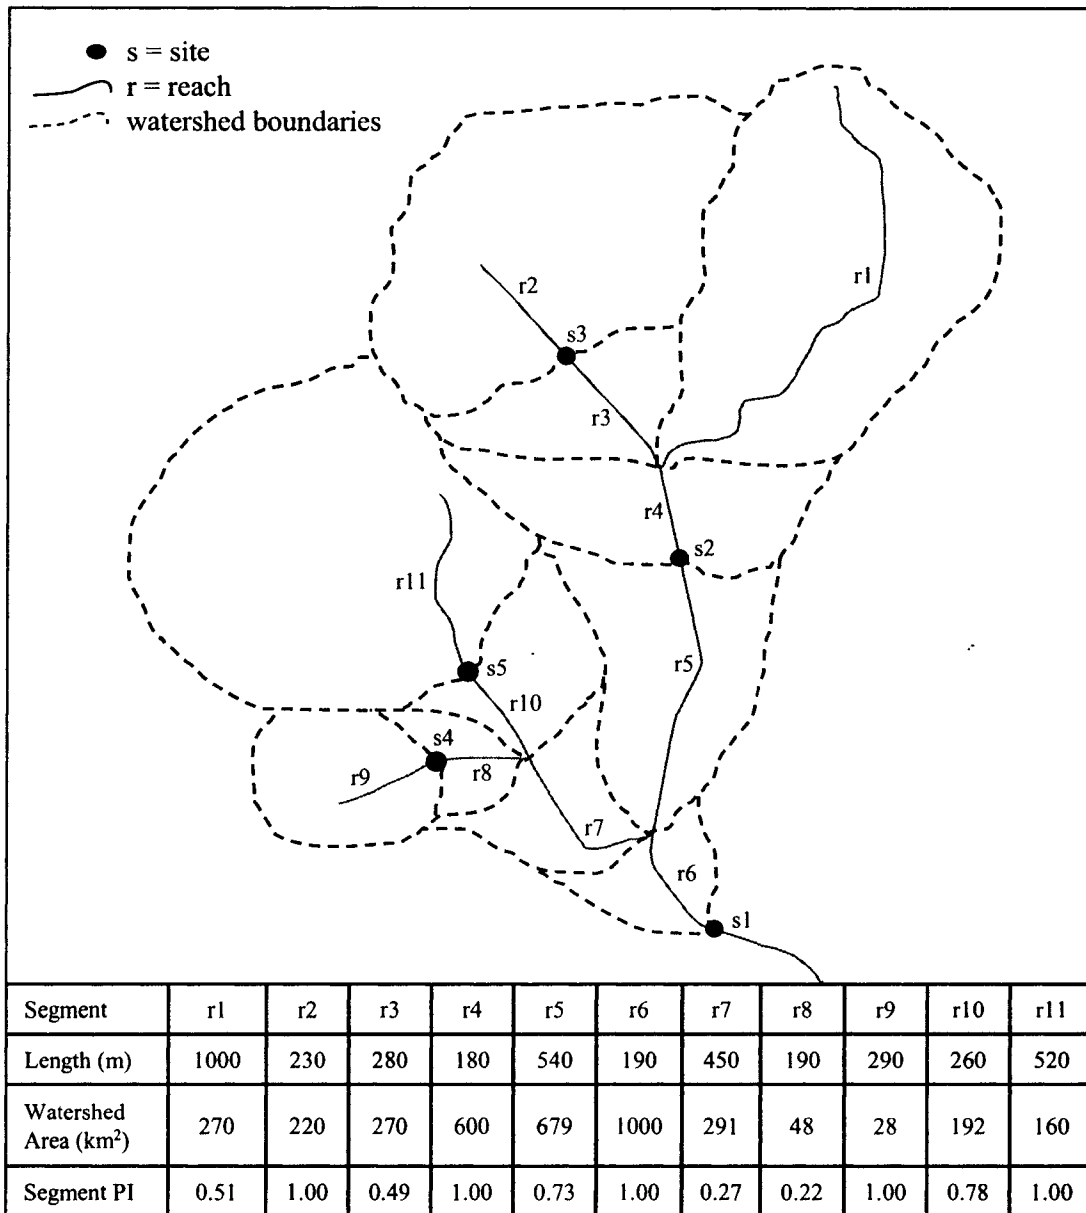 s = site
r = reach
watershed boundaries
r1
r2
s3
r3
r4
s2
r11
r5
s5
r10
s4
r9
r8
r7
r6
s1
Segment r1 r2 r3 r4 r5 r6 r7 r8 r9 r10 r11
Length (m) 1000 230 280 180 540 190 450 190 290 260 520
Watershed
Area (km²) 270 220 270 600 679 1000 291 48 28 192 160
Segment PI 0.51 1.00 0.49 1.00 0.73 1.00 0.27 0.22 1.00 0.78 1.00